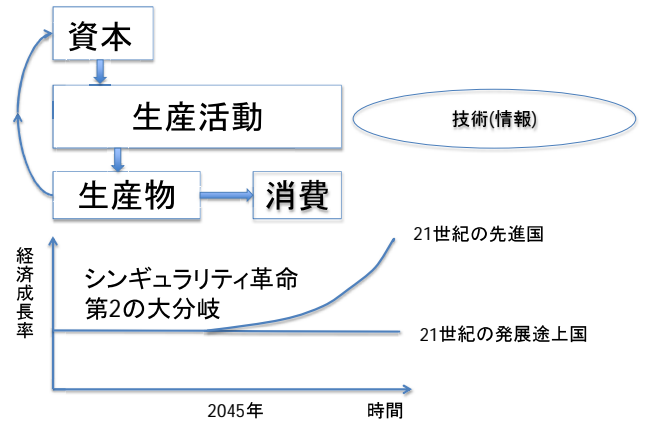 資本
生産活動
技術(情報)
生産物
消費
経済成長率
シンギュラリティ革命
第2の大分岐
21世紀の先進国
21世紀の発展途上国
2045年
時間